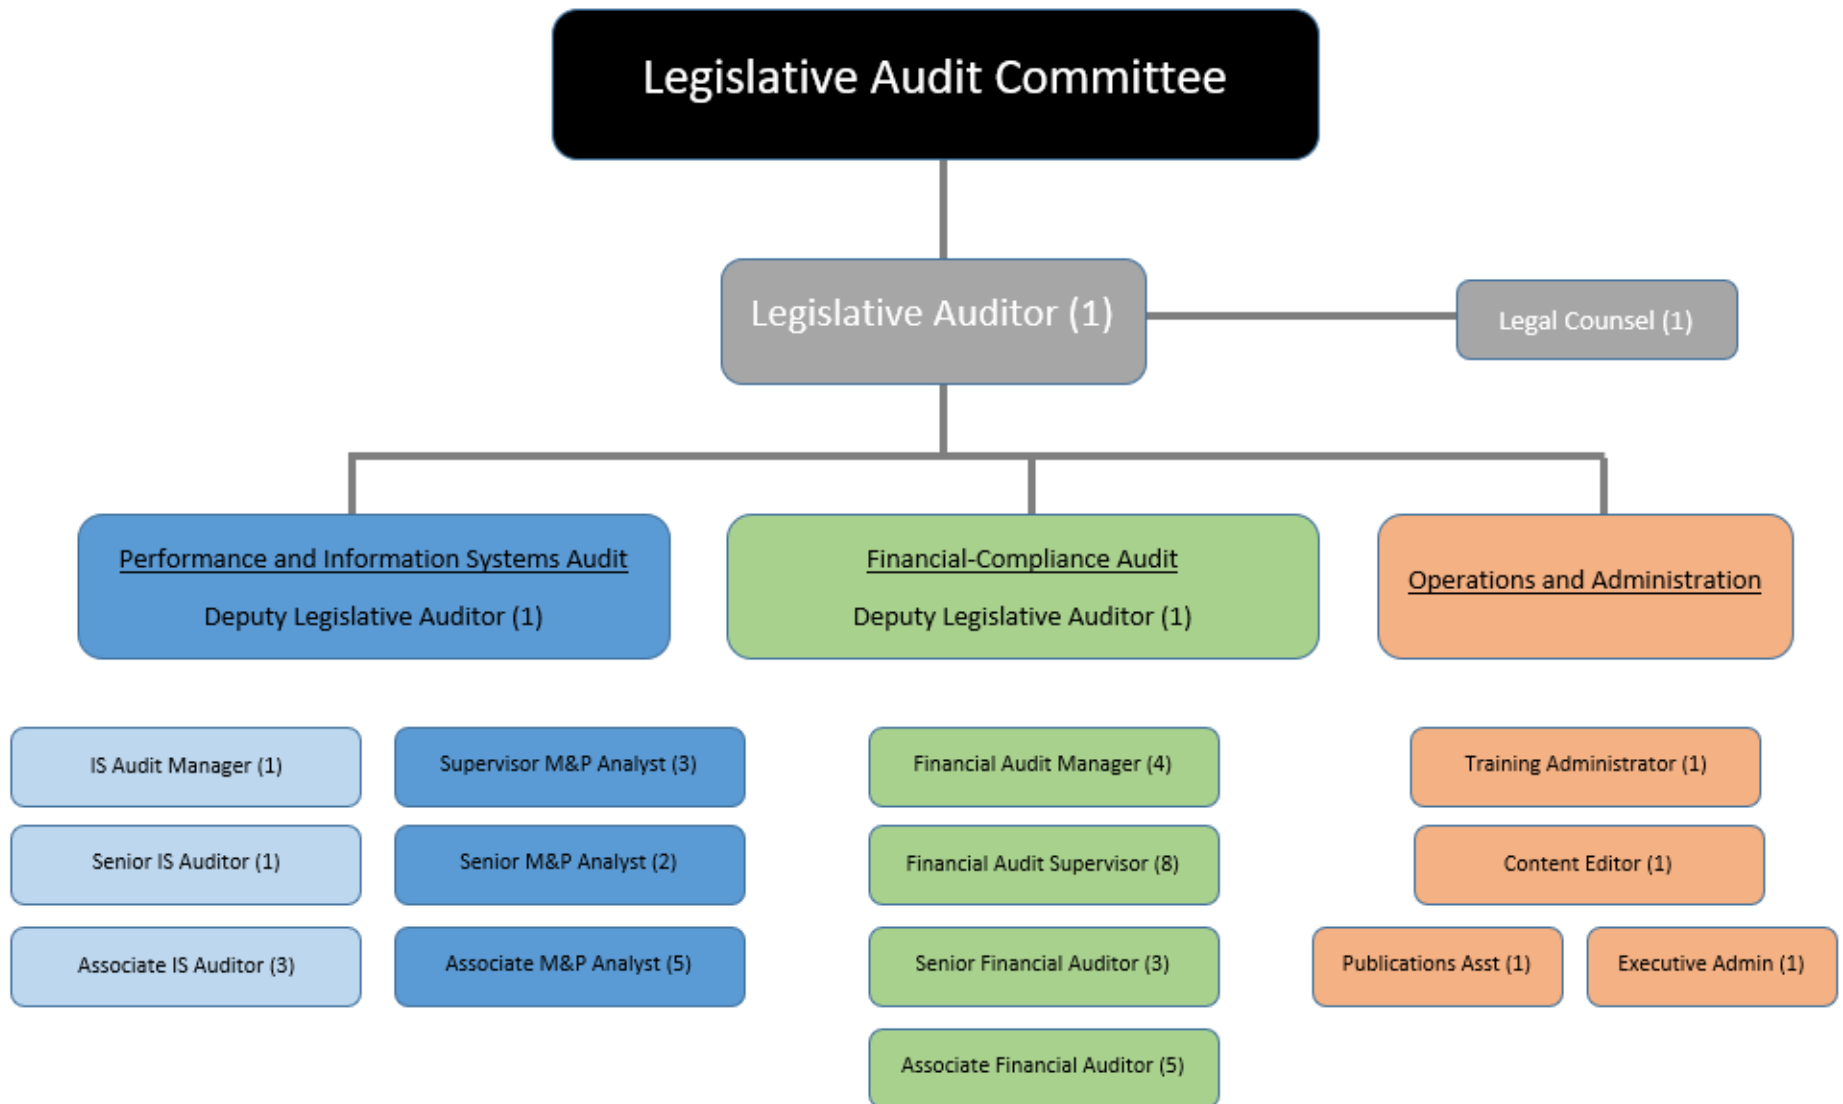 Legislative Audit Committee
Legislative Auditor (1)
Legal Counsel (1)
Performance and Information Systems Audit
Deputy Legislative Auditor (1)
Financial-Compliance Audit
Deputy Legislative Auditor (1)
Operations and Administration
IS Audit Manager (1)
Supervisor M&P Analyst (3)
Financial Audit Manager (4)
Training Administrator (1)
Senior IS Auditor (1)
Senior M&P Analyst (2)
Financial Audit Supervisor (8)
Content Editor (1)
Associate IS Auditor (3)
Associate M&P Analyst (5)
Senior Financial Auditor (3)
Publications Asst (1)
Executive Admin (1)
Associate Financial Auditor (5)